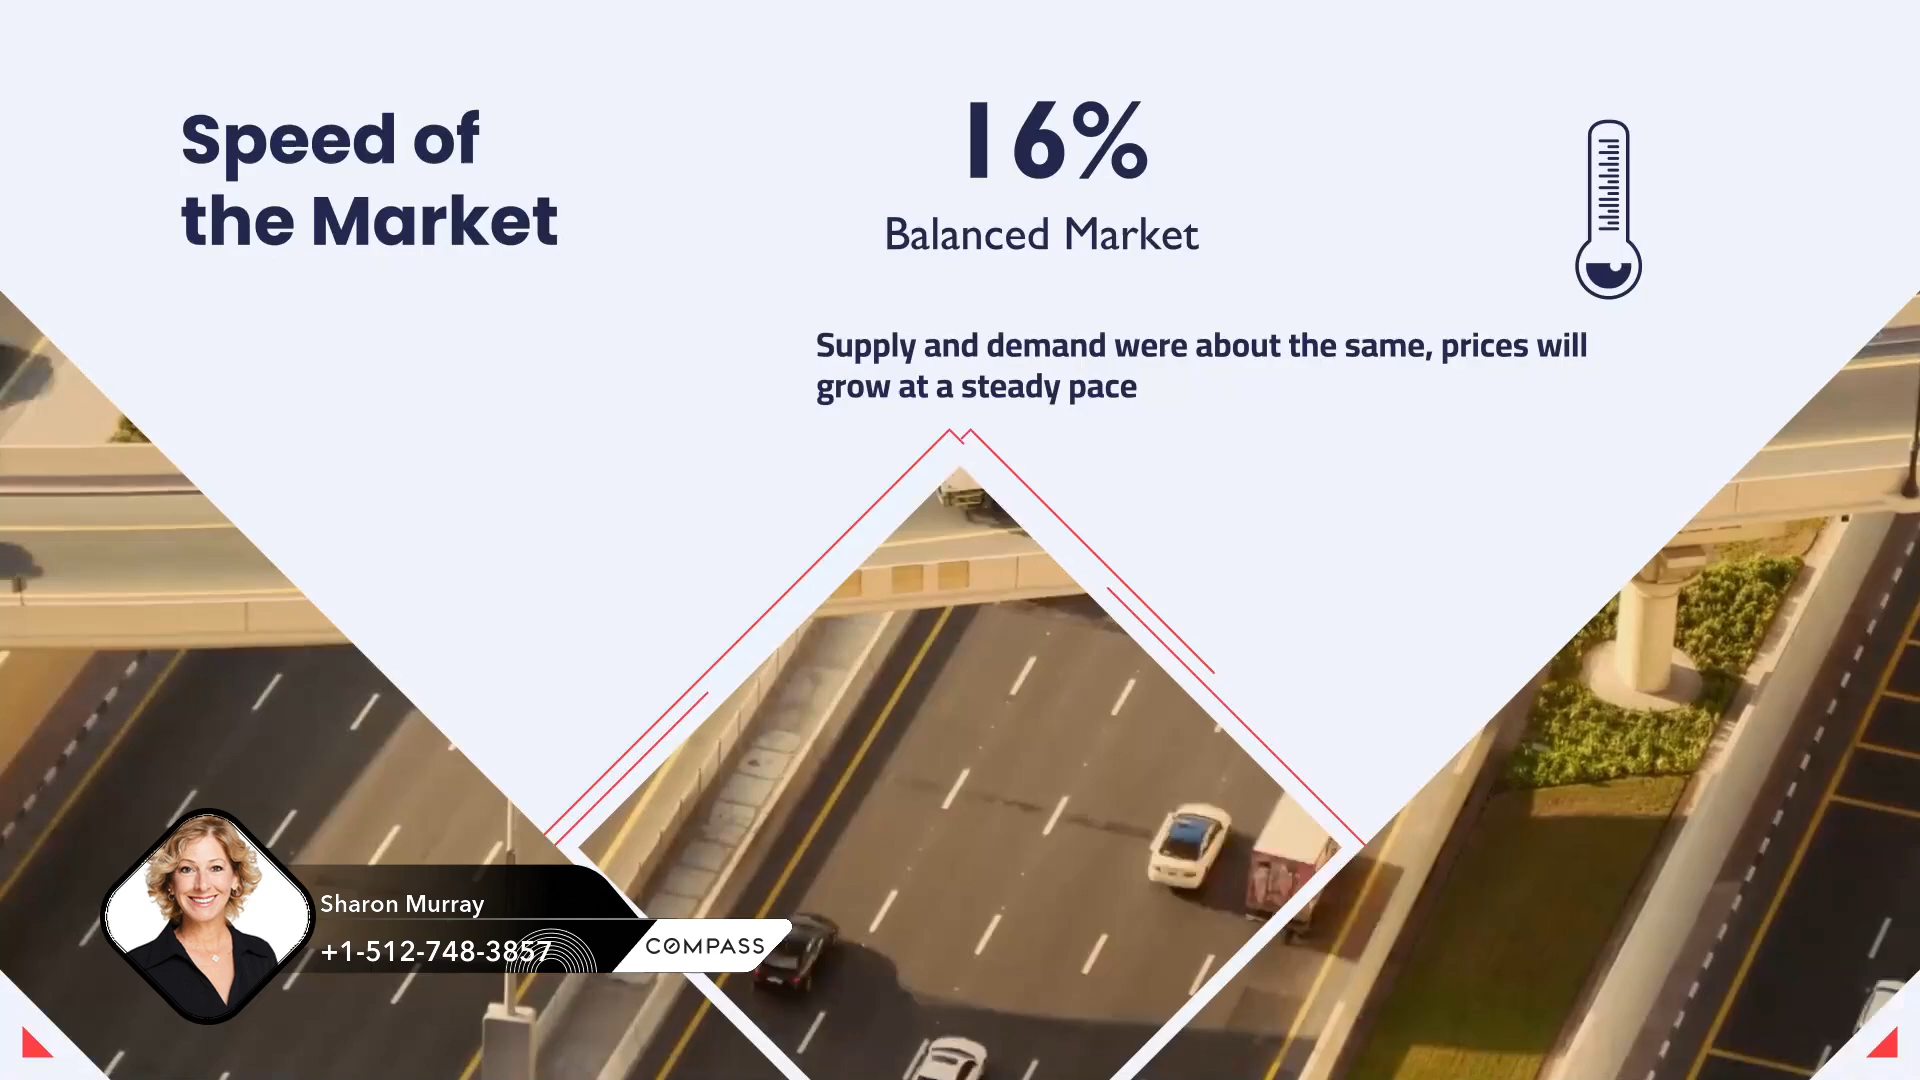 Speed of
the Market
16%
Balanced Market
Supply and demand were about the same, prices will
grow at a steady pace
Sharon Murray
+1-512-748-3857
COMPASS